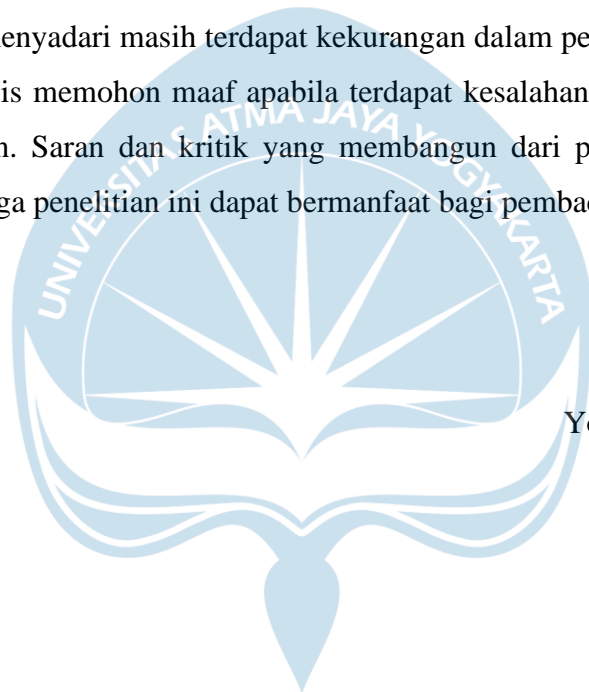 enyadari masih terdapat kekurangan dalam pe
is memohon maaf apabila terdapat kesalahan
n. Saran dan kritik yang membangun dari p
ga penelitian ini dapat bermanfaat bagi pembac
UNIVERSITAS ATMA JAYA YOGYAKARTA
Yo